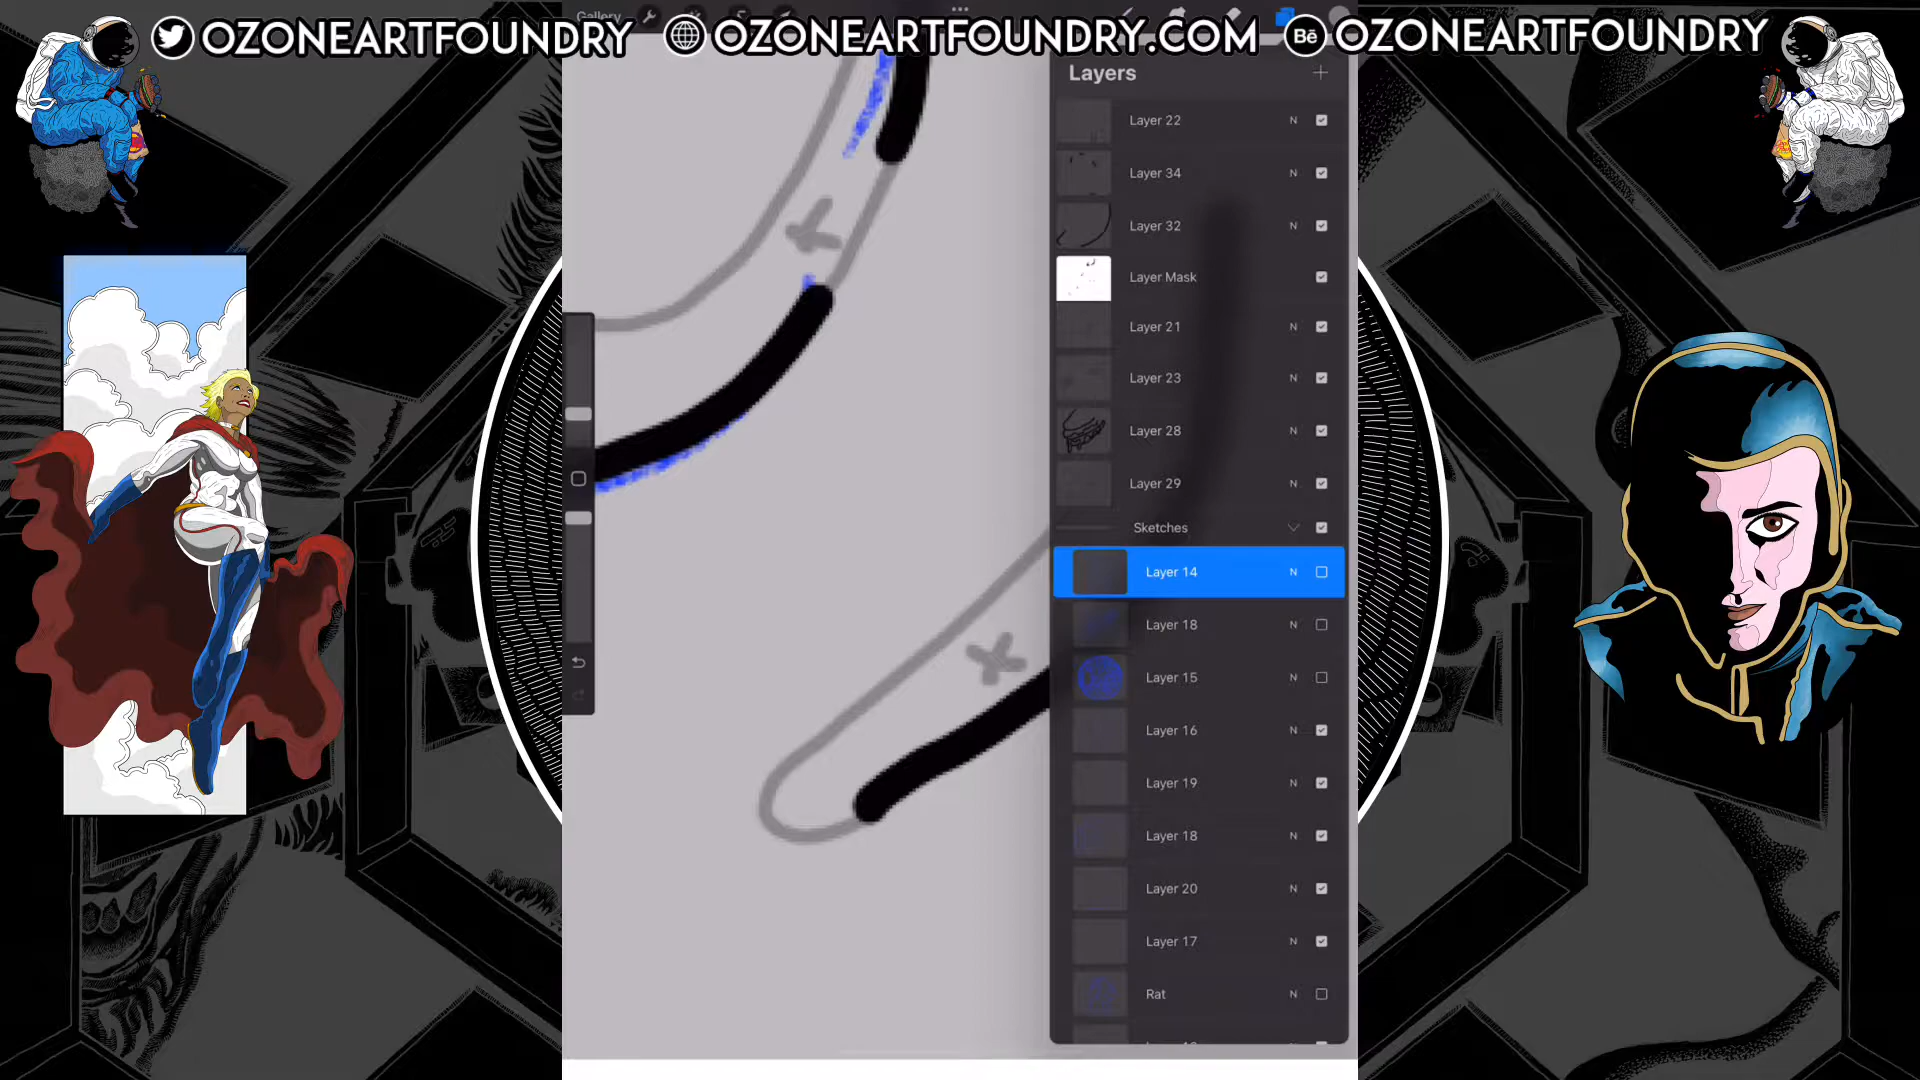 OZONEARTFOUNDRY OZONEARTFOUNDRY.COM Bē OZONEARTFOUNDRY
Gallery
Layers
Layer 22 N
Layer 34 N
Layer 32 N
Layer Mask
Layer 21 N
Layer 23 N
Layer 28 N
Layer 29 N
Sketches
Layer 14 N
Layer 18 N
Layer 15 N
Layer 16 N
Layer 19 N
Layer 18 N
Layer 20 N
Layer 17 N
Rat N